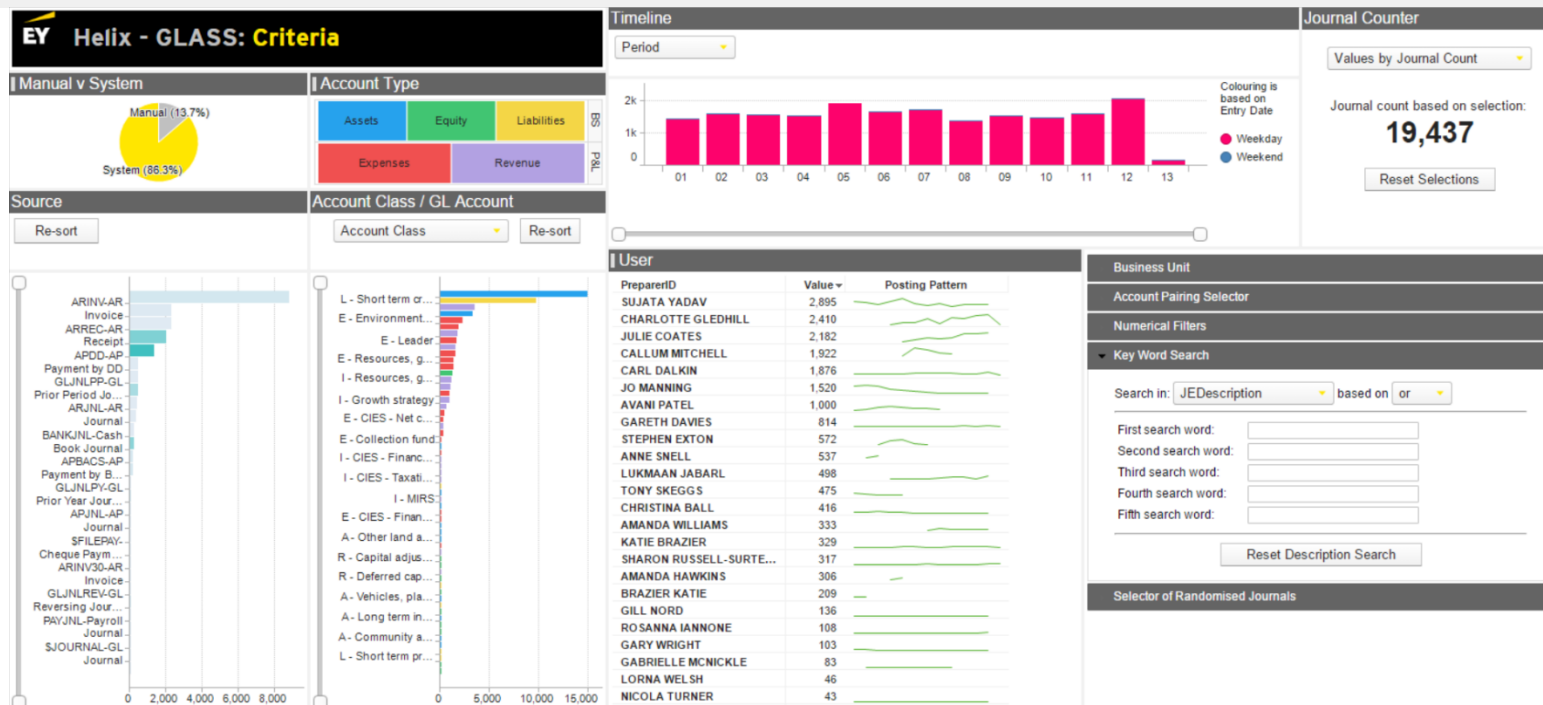 EY Helix - GLASS: Criteria
Manual v System
Manual (13.7%)
System (86.3%)
Account Type
Assets
Equity
Liabilities
BS
Expenses
Revenue
P&L
Source
Re-sort
ARINV-AR
Invoice
ARREC-AR
Receipt
APDD-AP
Payment by DD
GLJNLPP-GL
Prior Period Jo...
ARJNL-AR
Journal
BANKJNL-Cash
Book Journal
APBACS-AP
Payment by B...
GLJNLPY-GL
Prior Year Jour...
APJNL-AP
Journal
$FILEPAY-
Cheque Paym...
ARINV30-AR
Invoice
GLJNLREV-GL
Reversing Jour...
PAYJNL-Payroll
Journal
$JOURNAL-GL
Journal
0 2,000 4,000 6,000 8,000
Account Class / GL Account
Account Class
Re-sort
L - Short term cr...
E - Environment...
E - Leader
E - Resources, g...
I - Resources, g...
I - Growth strategy
E - CIES - Net c...
E - Collection fund
I - CIES - Financ...
I - CIES - Taxati...
I - MIRS
E - CIES - Finan...
A - Other land a...
R - Capital adjus...
R - Deferred cap...
A - Vehicles, pla...
A - Long term in...
A - Community a...
L - Short term pr...
0 5,000 10,000 15,000
Timeline
Period
2k
1k
0
01 02 03 04 05 06 07 08 09 10 11 12 13
Colouring is
based on
Entry Date
Weekday
Weekend
Journal Counter
Values by Journal Count
Journal count based on selection:
19,437
Reset Selections
User
PreparerID Value Posting Pattern
SUJATA YADAV 2,895
CHARLOTTE GLEDHILL 2,410
JULIE COATES 2,182
CALLUM MITCHELL 1,922
CARL DALKIN 1,876
JO MANNING 1,520
AVANI PATEL 1,000
GARETH DAVIES 814
STEPHEN EXTON 572
ANNE SNELL 537
LUKMAAN JABARL 498
TONY SKEGGS 475
CHRISTINA BALL 416
AMANDA WILLIAMS 333
KATIE BRAZIER 329
SHARON RUSSELL-SURTE... 317
AMANDA HAWKINS 306
BRAZIER KATIE 209
GILL NORD 136
ROSANNA IANNONE 108
GARY WRIGHT 103
GABRIELLE MCNICKLE 83
LORNA WELSH 46
NICOLA TURNER 43
Business Unit
Account Pairing Selector
Numerical Filters
Key Word Search
Search in: JEDescription based on or
First search word:
Second search word:
Third search word:
Fourth search word:
Fifth search word:
Reset Description Search
Selector of Randomised Journals